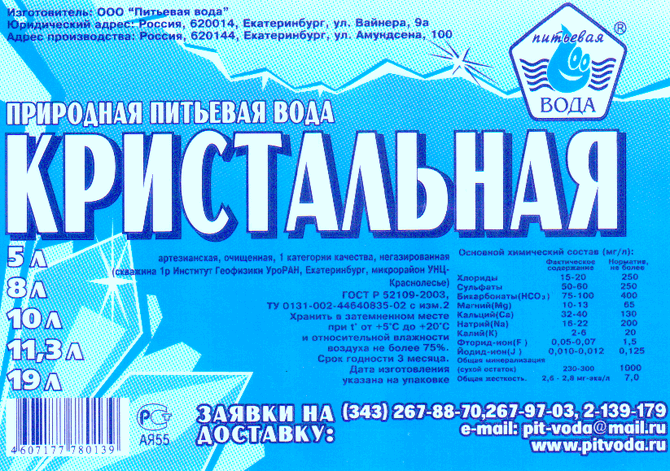 Изготовитель: ООО "Питьевая вода"
Юридический адрес: Россия, 620014, Екатеринбург, ул. Вайнера, 9а
Адрес производства: Россия, 620144, Екатеринбург, ул. Амундсена, 100
питьевая
ВОДА
®
ПРИРОДНАЯ ПИТЬЕВАЯ ВОДА
КРИСТАЛЬНАЯ
5 л
8 л
10 л
11,3 л
19 л
артезианская, очищенная, 1 категории качества, негазированная
(скважина 1р Институт Геофизики УроРАН, Екатеринбург, микрорайон УНЦ-
Краснолесье)
ГОСТ Р 52109-2003,
ТУ 0131-002-44640835-02 с изм.2
Хранить в затемненном месте
при t° от +5°С до +20°С
и относительной влажности
воздуха не более 75%.
Срок годности 3 месяца.
Дата изготовления
указана на упаковке
Основной химический состав (мг/л):
Фактическое содержание Норматив, не более
Хлориды 15-20 250
Сульфаты 50-60 250
Бикарбонаты(HCO3) 75-100 400
Магний(Mg) 10-13 65
Кальций(Ca) 32-40 130
Натрий(Na) 16-22 200
Калий(K) 2-6 20
Фторид-ион(F ) 0,05-0,07 1,5
Йодид-ион(J ) 0,010-0,012 0,125
Общая минерализация
(сухой остаток) 230-300 1000
Общая жесткость. 2,6 - 2,8 мг-экв/л 7,0
4607177780139
РСТ
АЯ55
ЗАЯВКИ НА (343) 267-88-70,267-97-03, 2-139-179
ДОСТАВКУ: e-mail: pit-voda@mail.ru
www.pitvoda.ru